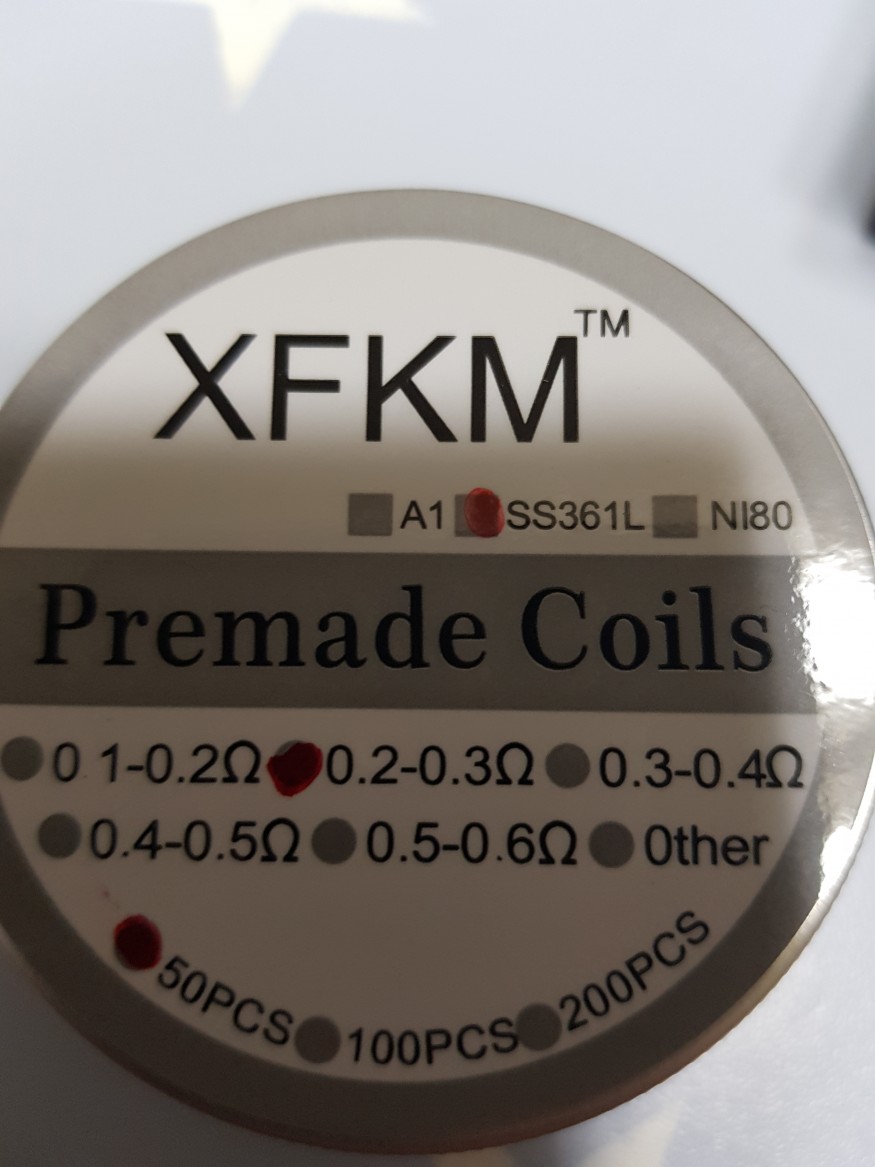 XFKM™
A1 SS361L NI80
Premade Coils
0 1-0.2Ω 0.2-0.3Ω 0.3-0.4Ω
0.4-0.5Ω 0.5-0.6Ω 0ther
50PCS 100PCS 200PCS